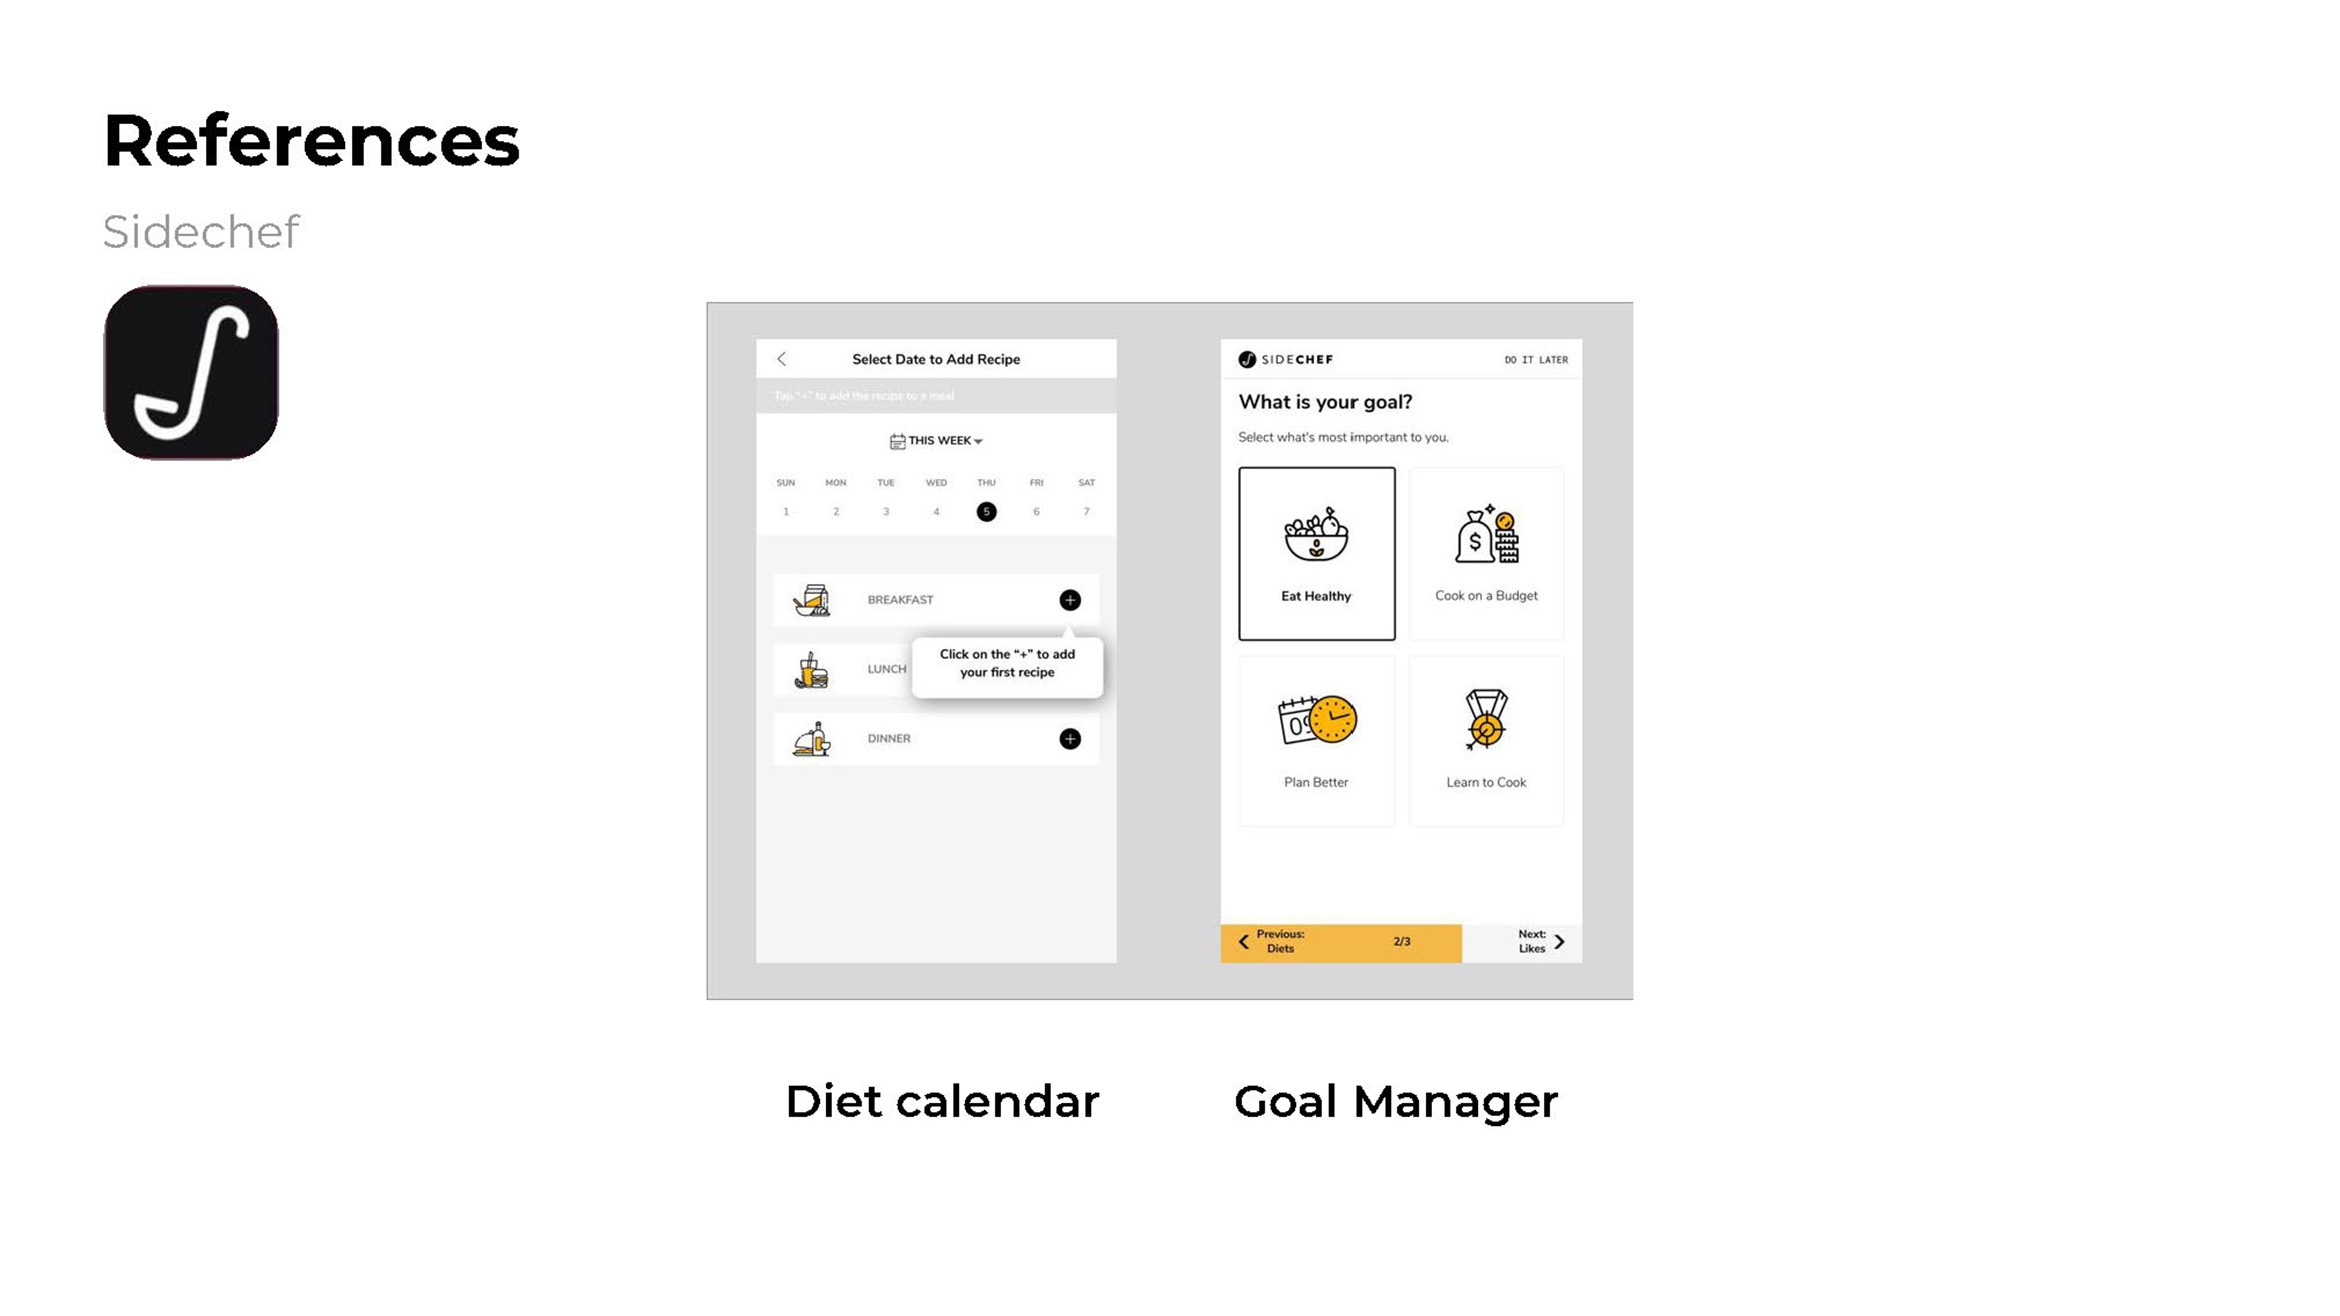 References
Sidechef
Select Date to Add Recipe
Tap "+" to add the recipe to a meal
THIS WEEK
SUN MON TUE WED THU FRI SAT
1 2 3 4 5 6 7
BREAKFAST
Click on the “+” to add
your first recipe
LUNCH
DINNER
Diet calendar
SIDECHEF
DO IT LATER
What is your goal?
Select what's most important to you.
Eat Healthy
$
Cook on a Budget
Plan Better
Learn to Cook
Previous:
Diets
2/3
Next:
Likes
Goal Manager